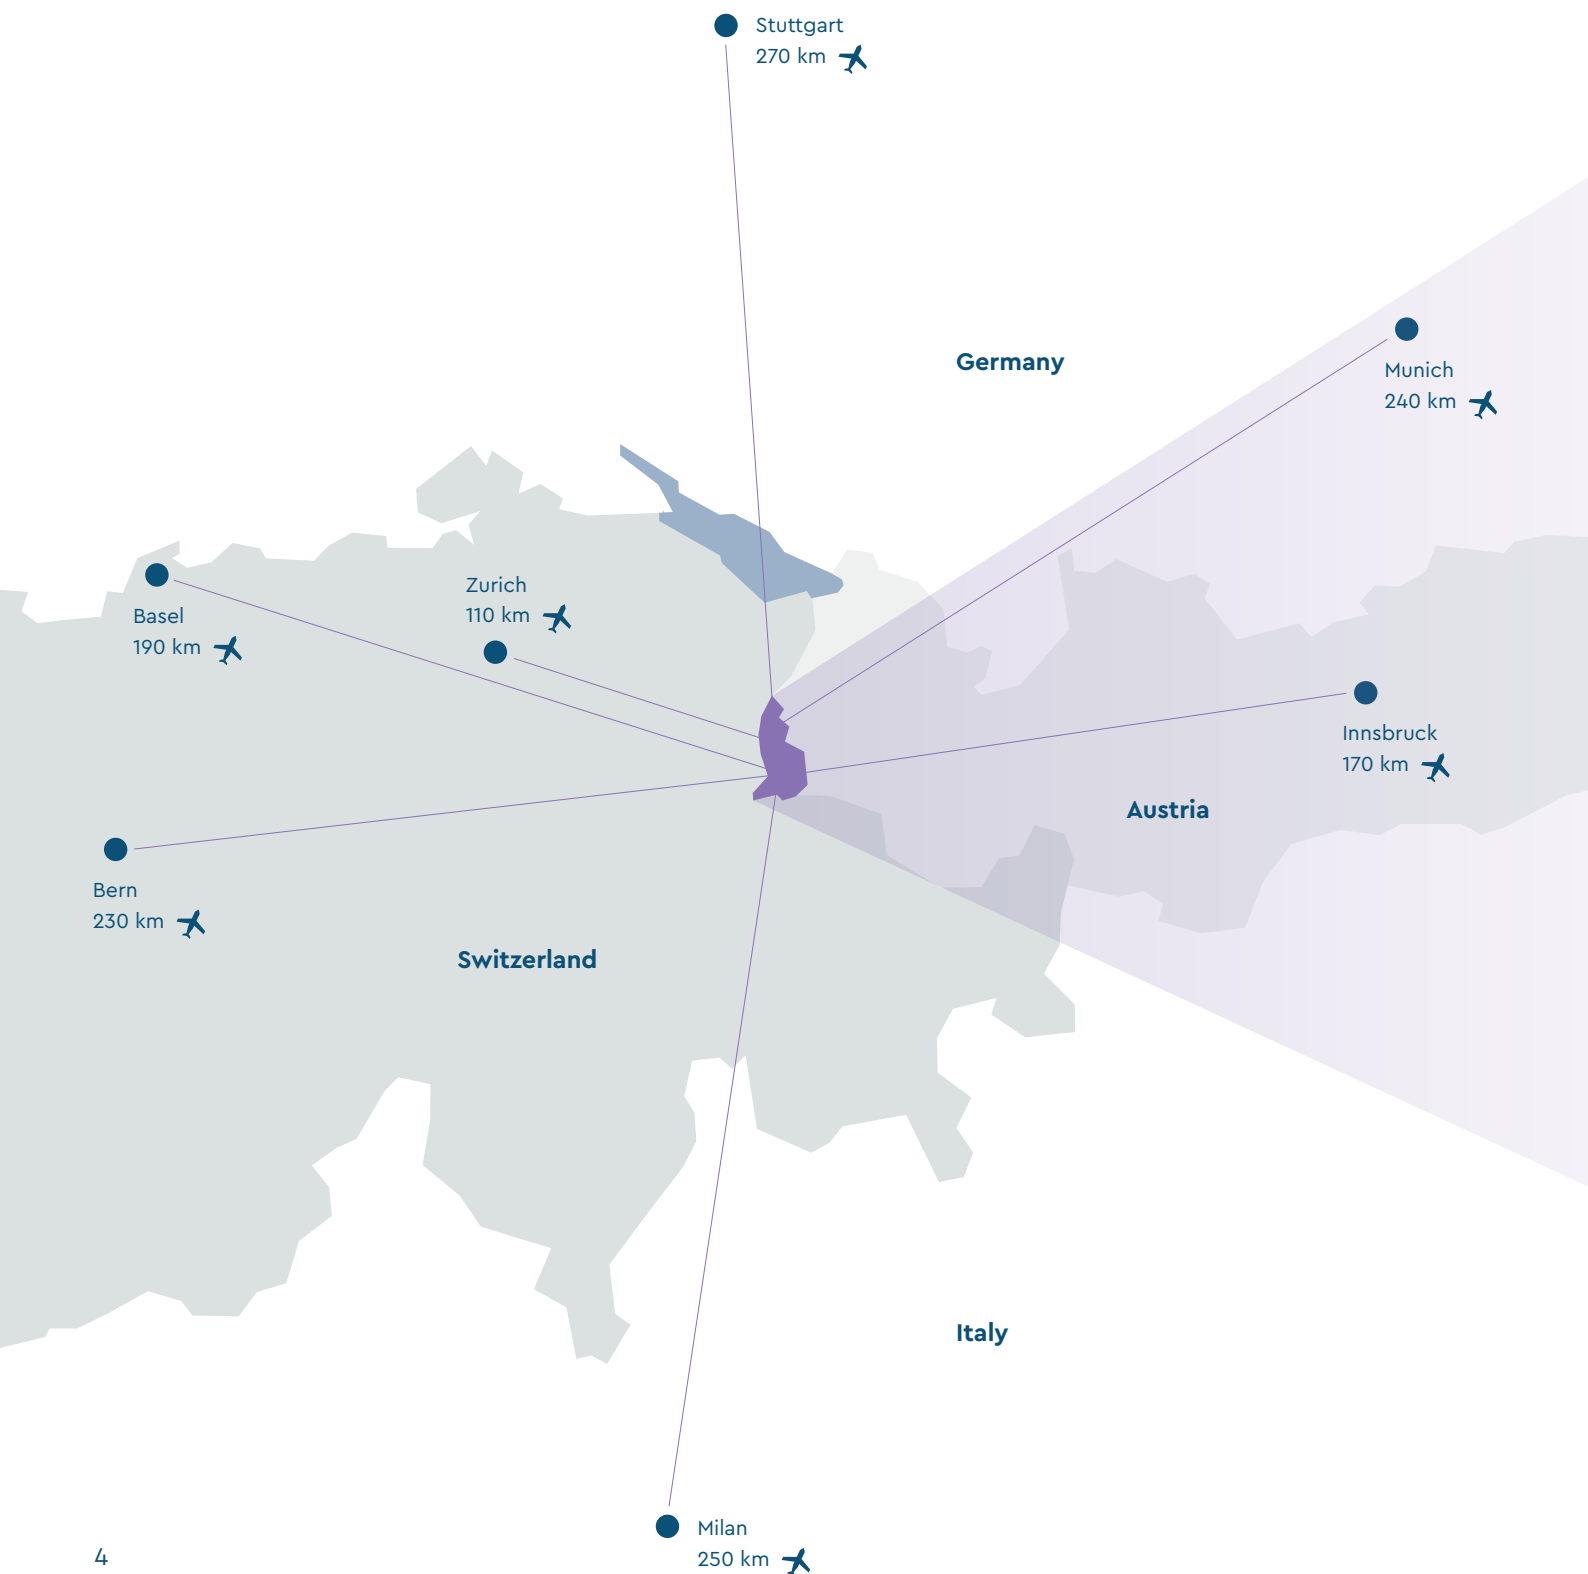 Stuttgart
270 km
Germany
Munich
240 km
Zurich
110 km
Basel
190 km
Innsbruck
170 km
Austria
Bern
230 km
Switzerland
Italy
Milan
250 km
4